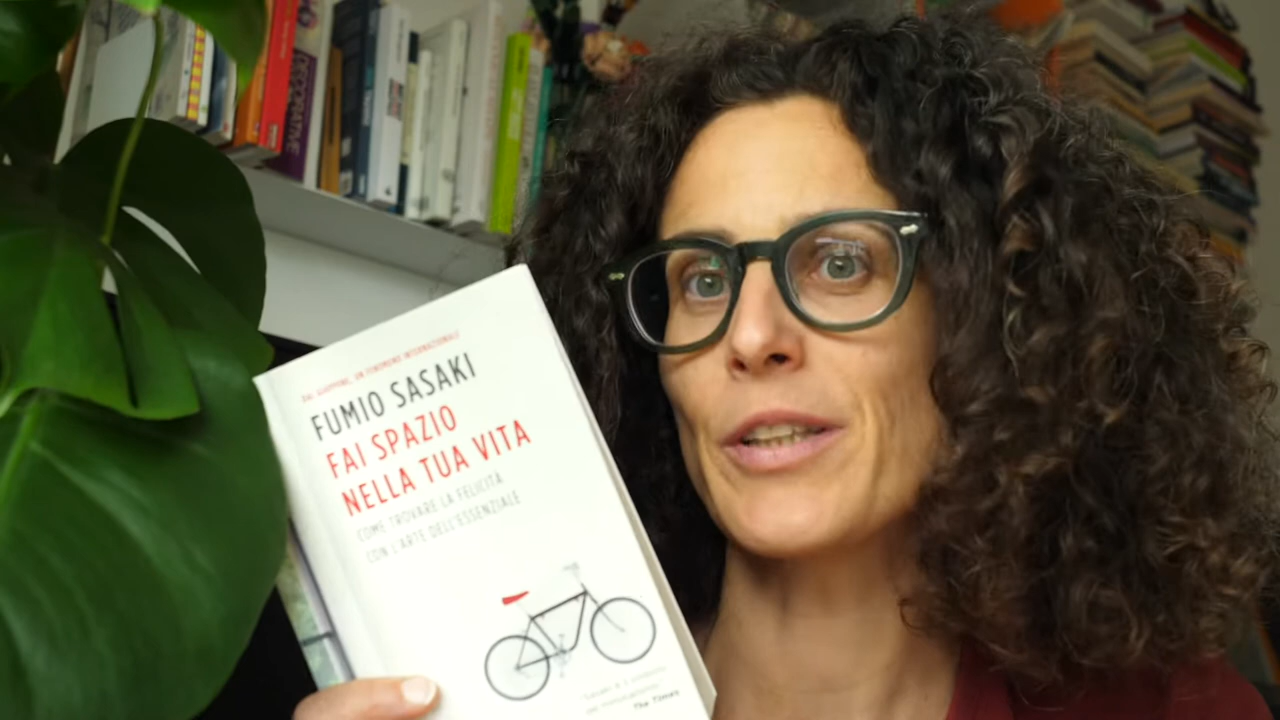 DECORATIVE
DAL GIAPPONE, UN FENOMENO INTERNAZIONALE
FUMIO SASAKI
FAI SPAZIO
NELLA TUA VITA
COME TROVARE LA FELICITÀ
CON L'ARTE DELL'ESSENZIALE
The Times